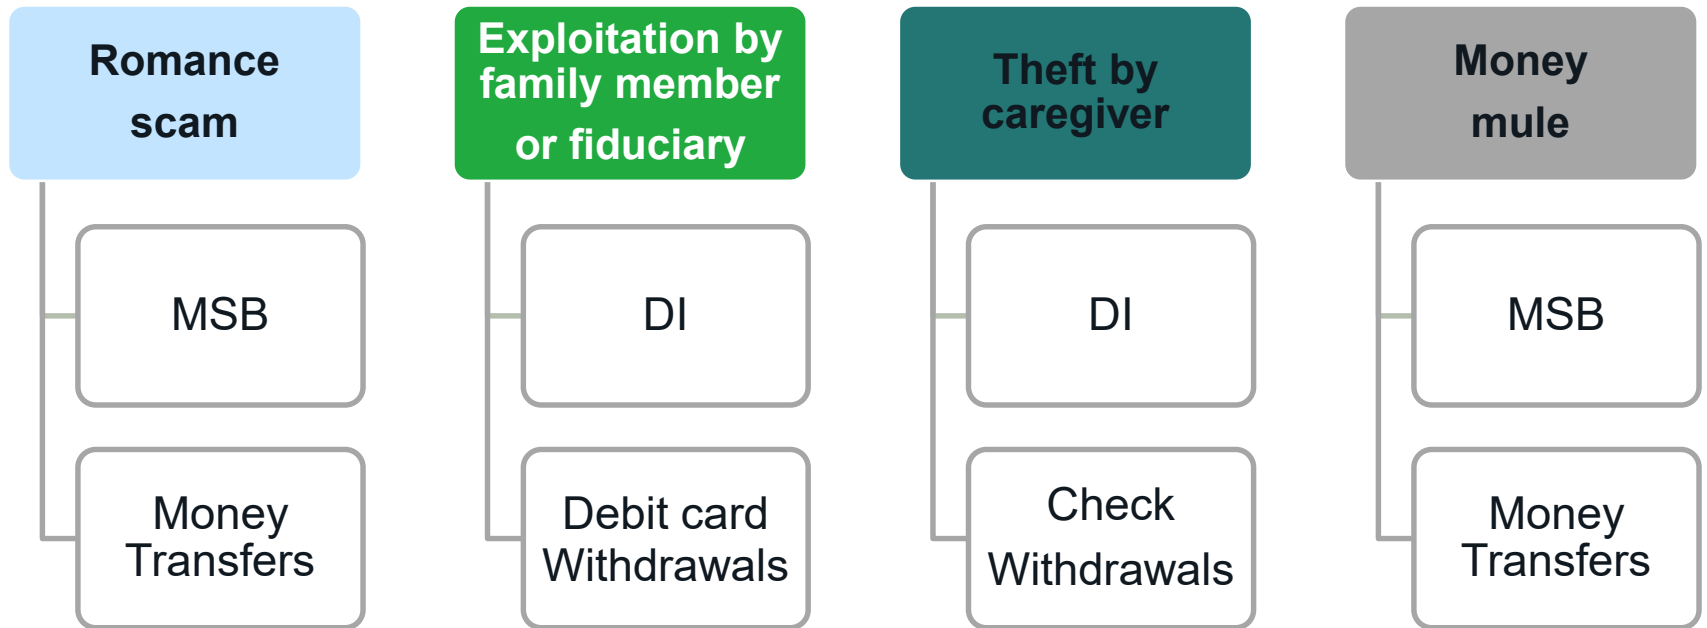 Romance
scam
MSB
Money
Transfers
Exploitation by
family member
or fiduciary
DI
Debit card
Withdrawals
Theft by
caregiver
DI
Check
Withdrawals
Money
mule
MSB
Money
Transfers